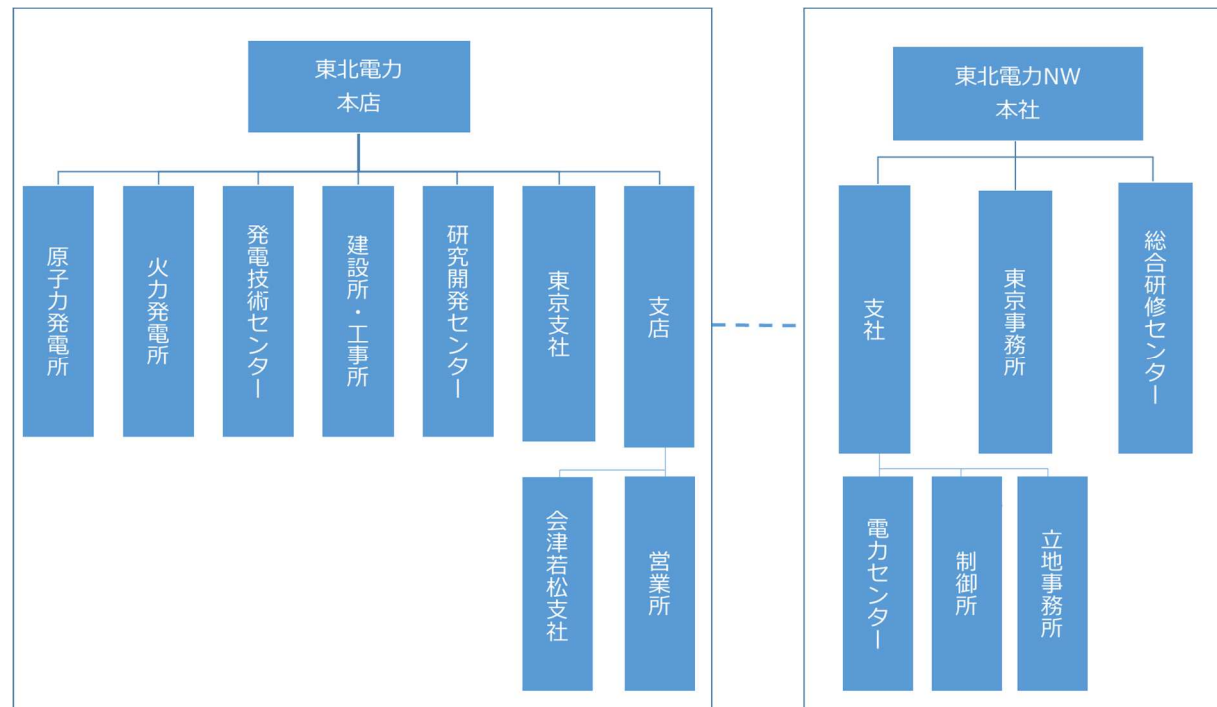 東北電力
本店
原子力発電所
火力発電所
発電技術センター
建設所・工事所
研究開発センター
東京支社
支店
会津若松支社
営業所
東北電力NW
本社
支社
東京事務所
総合研修センター
電力センター
制御所
立地事務所